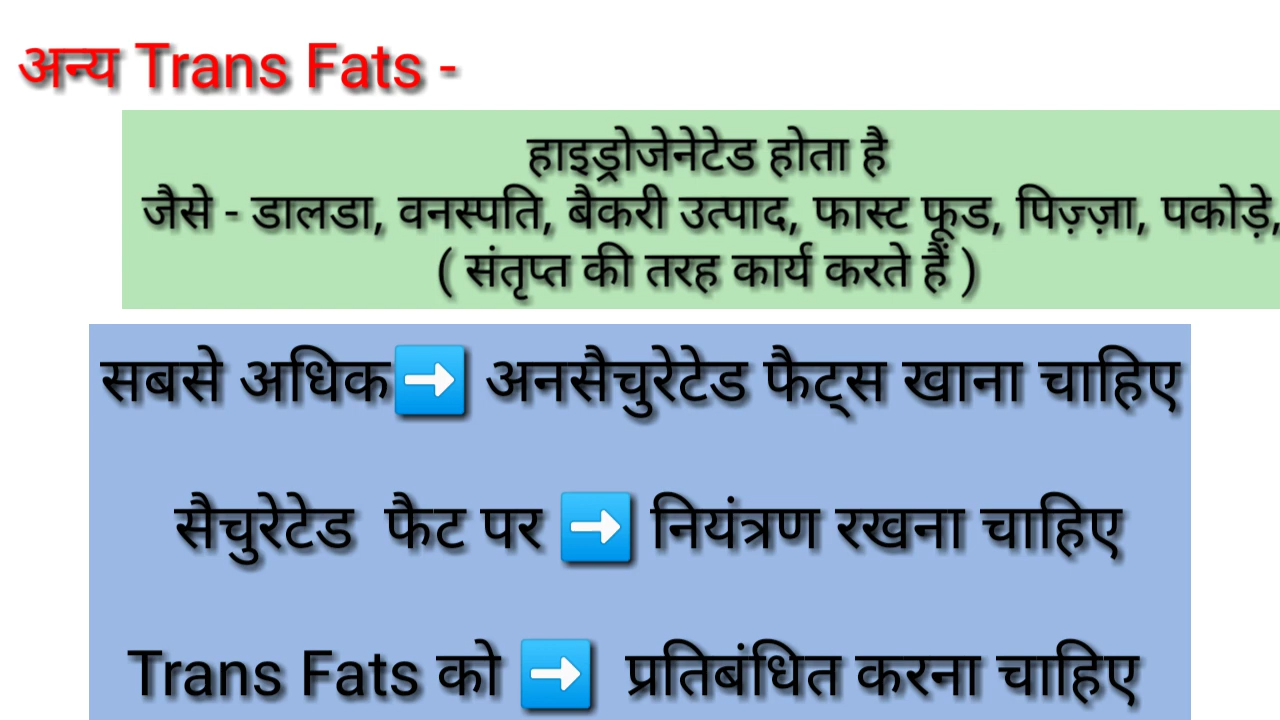 अन्य Trans Fats -
हाइड्रोजेनेटेड होता है
जैसे - डालडा, वनस्पति, बैकरी उत्पाद, फास्ट फूड, पिज़्ज़ा, पकोड़े,
( संतृप्त की तरह कार्य करते हैं )
सबसे अधिक➡️ अनसैचुरेटेड फैट्स खाना चाहिए
सैचुरेटेड फैट पर ➡️ नियंत्रण रखना चाहिए
Trans Fats को ➡️ प्रतिबंधित करना चाहिए